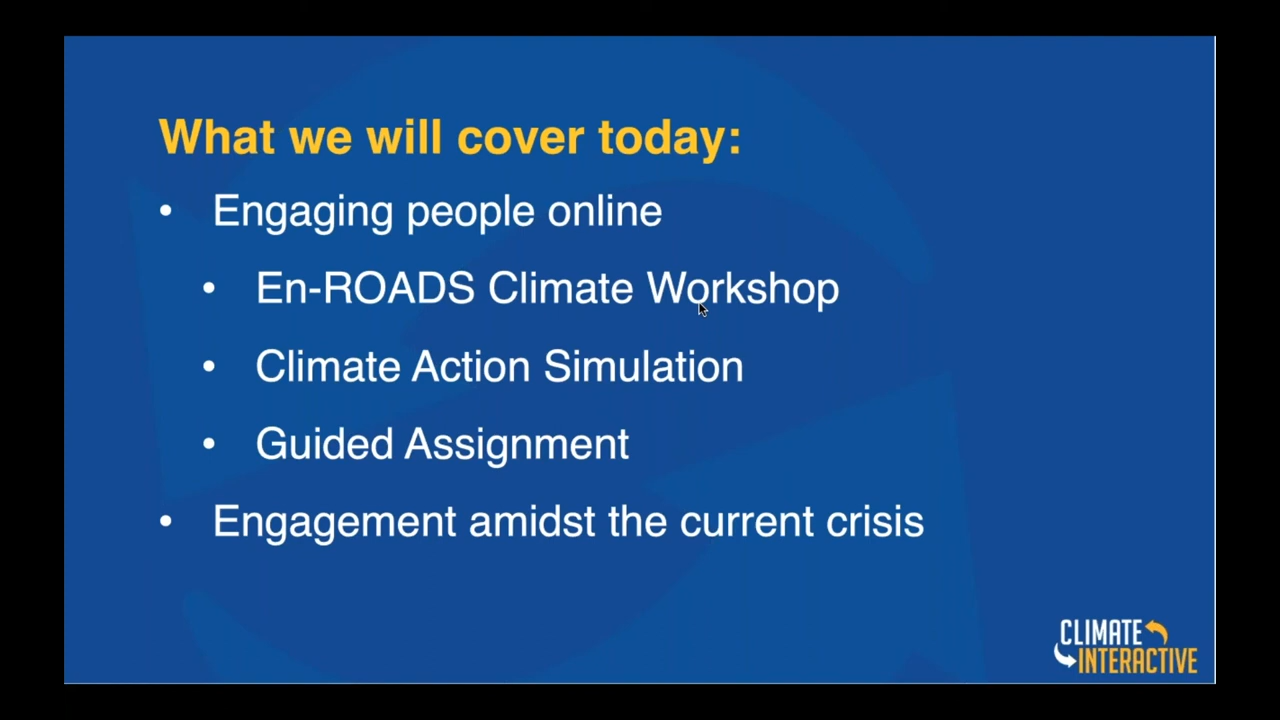 What we will cover today:
• Engaging people online
• En-ROADS Climate Workshop
• Climate Action Simulation
• Guided Assignment
• Engagement amidst the current crisis
CLIMATE
INTERACTIVE